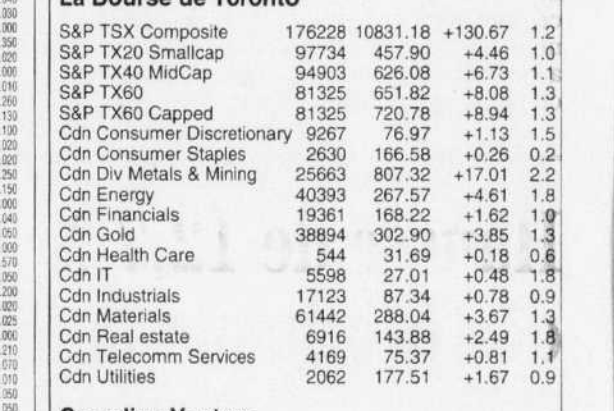 La Bourse de Toronto
S&P TSX Composite 176228 10831.18 +130.67 1.2
S&P TX20 Smallcap 97734 457.90 +4.46 1.0
S&P TX40 MidCap 94903 626.08 +6.73 1.1
S&P TX60 81325 651.82 +8.08 1.3
S&P TX60 Capped 81325 720.78 +8.94 1.3
Cdn Consumer Discretionary 9267 76.97 +1.13 1.5
Cdn Consumer Staples 2630 166.58 +0.26 0.2
Cdn Div Metals & Mining 25663 807.32 +17.01 2.2
Cdn Energy 40393 267.57 +4.61 1.8
Cdn Financials 19361 168.22 +1.62 1.0
Cdn Gold 38894 302.90 +3.85 1.3
Cdn Health Care 544 31.69 +0.18 0.6
Cdn IT 5598 27.01 +0.48 1.8
Cdn Industrials 17123 87.34 +0.78 0.9
Cdn Materials 61442 288.04 +3.67 1.3
Cdn Real estate 6916 143.88 +2.49 1.8
Cdn Telecomm Services 4169 75.37 +0.81 1.1
Cdn Utilities 2062 177.51 +1.67 0.9